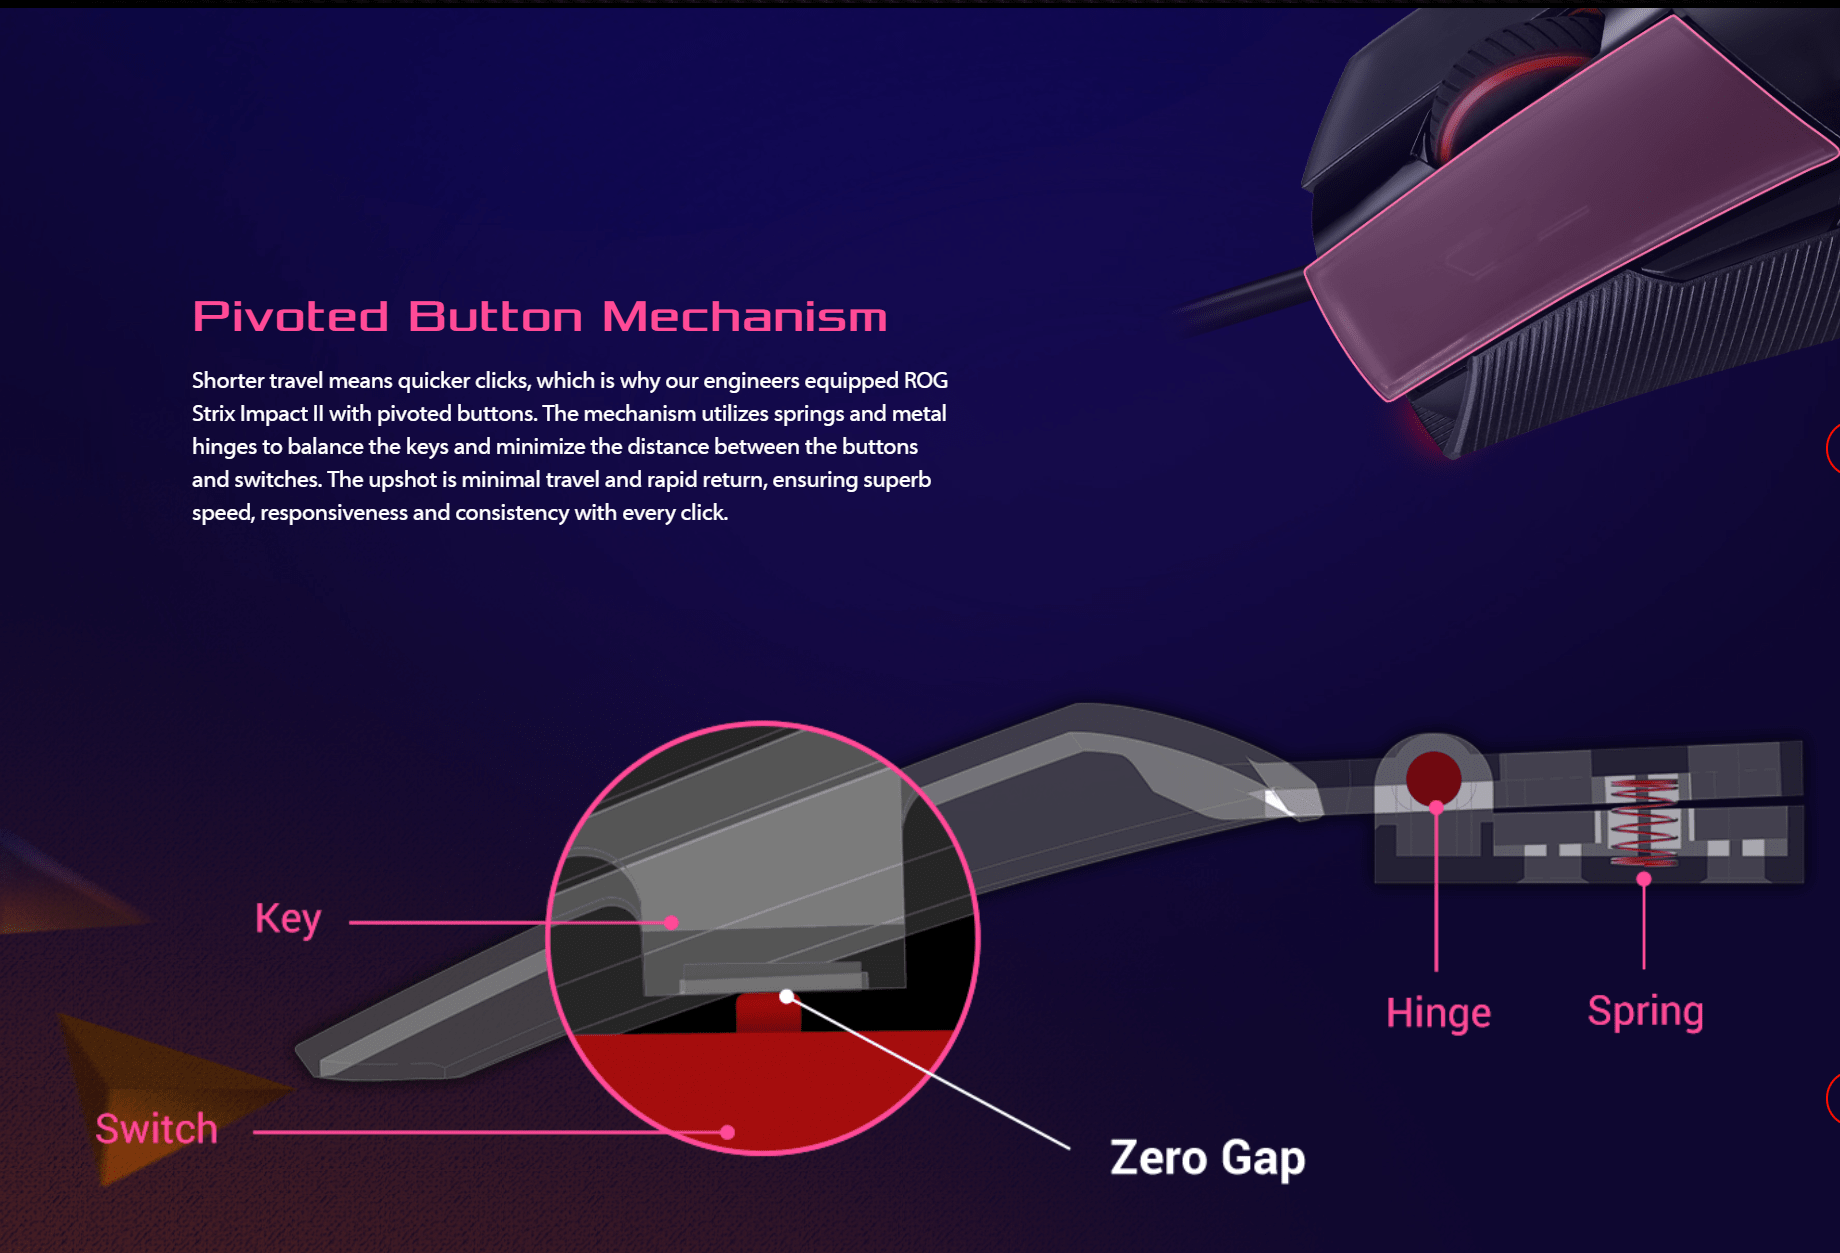 Pivoted Button Mechanism
Shorter travel means quicker clicks, which is why our engineers equipped ROG
Strix Impact II with pivoted buttons. The mechanism utilizes springs and metal
hinges to balance the keys and minimize the distance between the buttons
and switches. The upshot is minimal travel and rapid return, ensuring superb
speed, responsiveness and consistency with every click.
Key
Hinge
Spring
Switch
Zero Gap